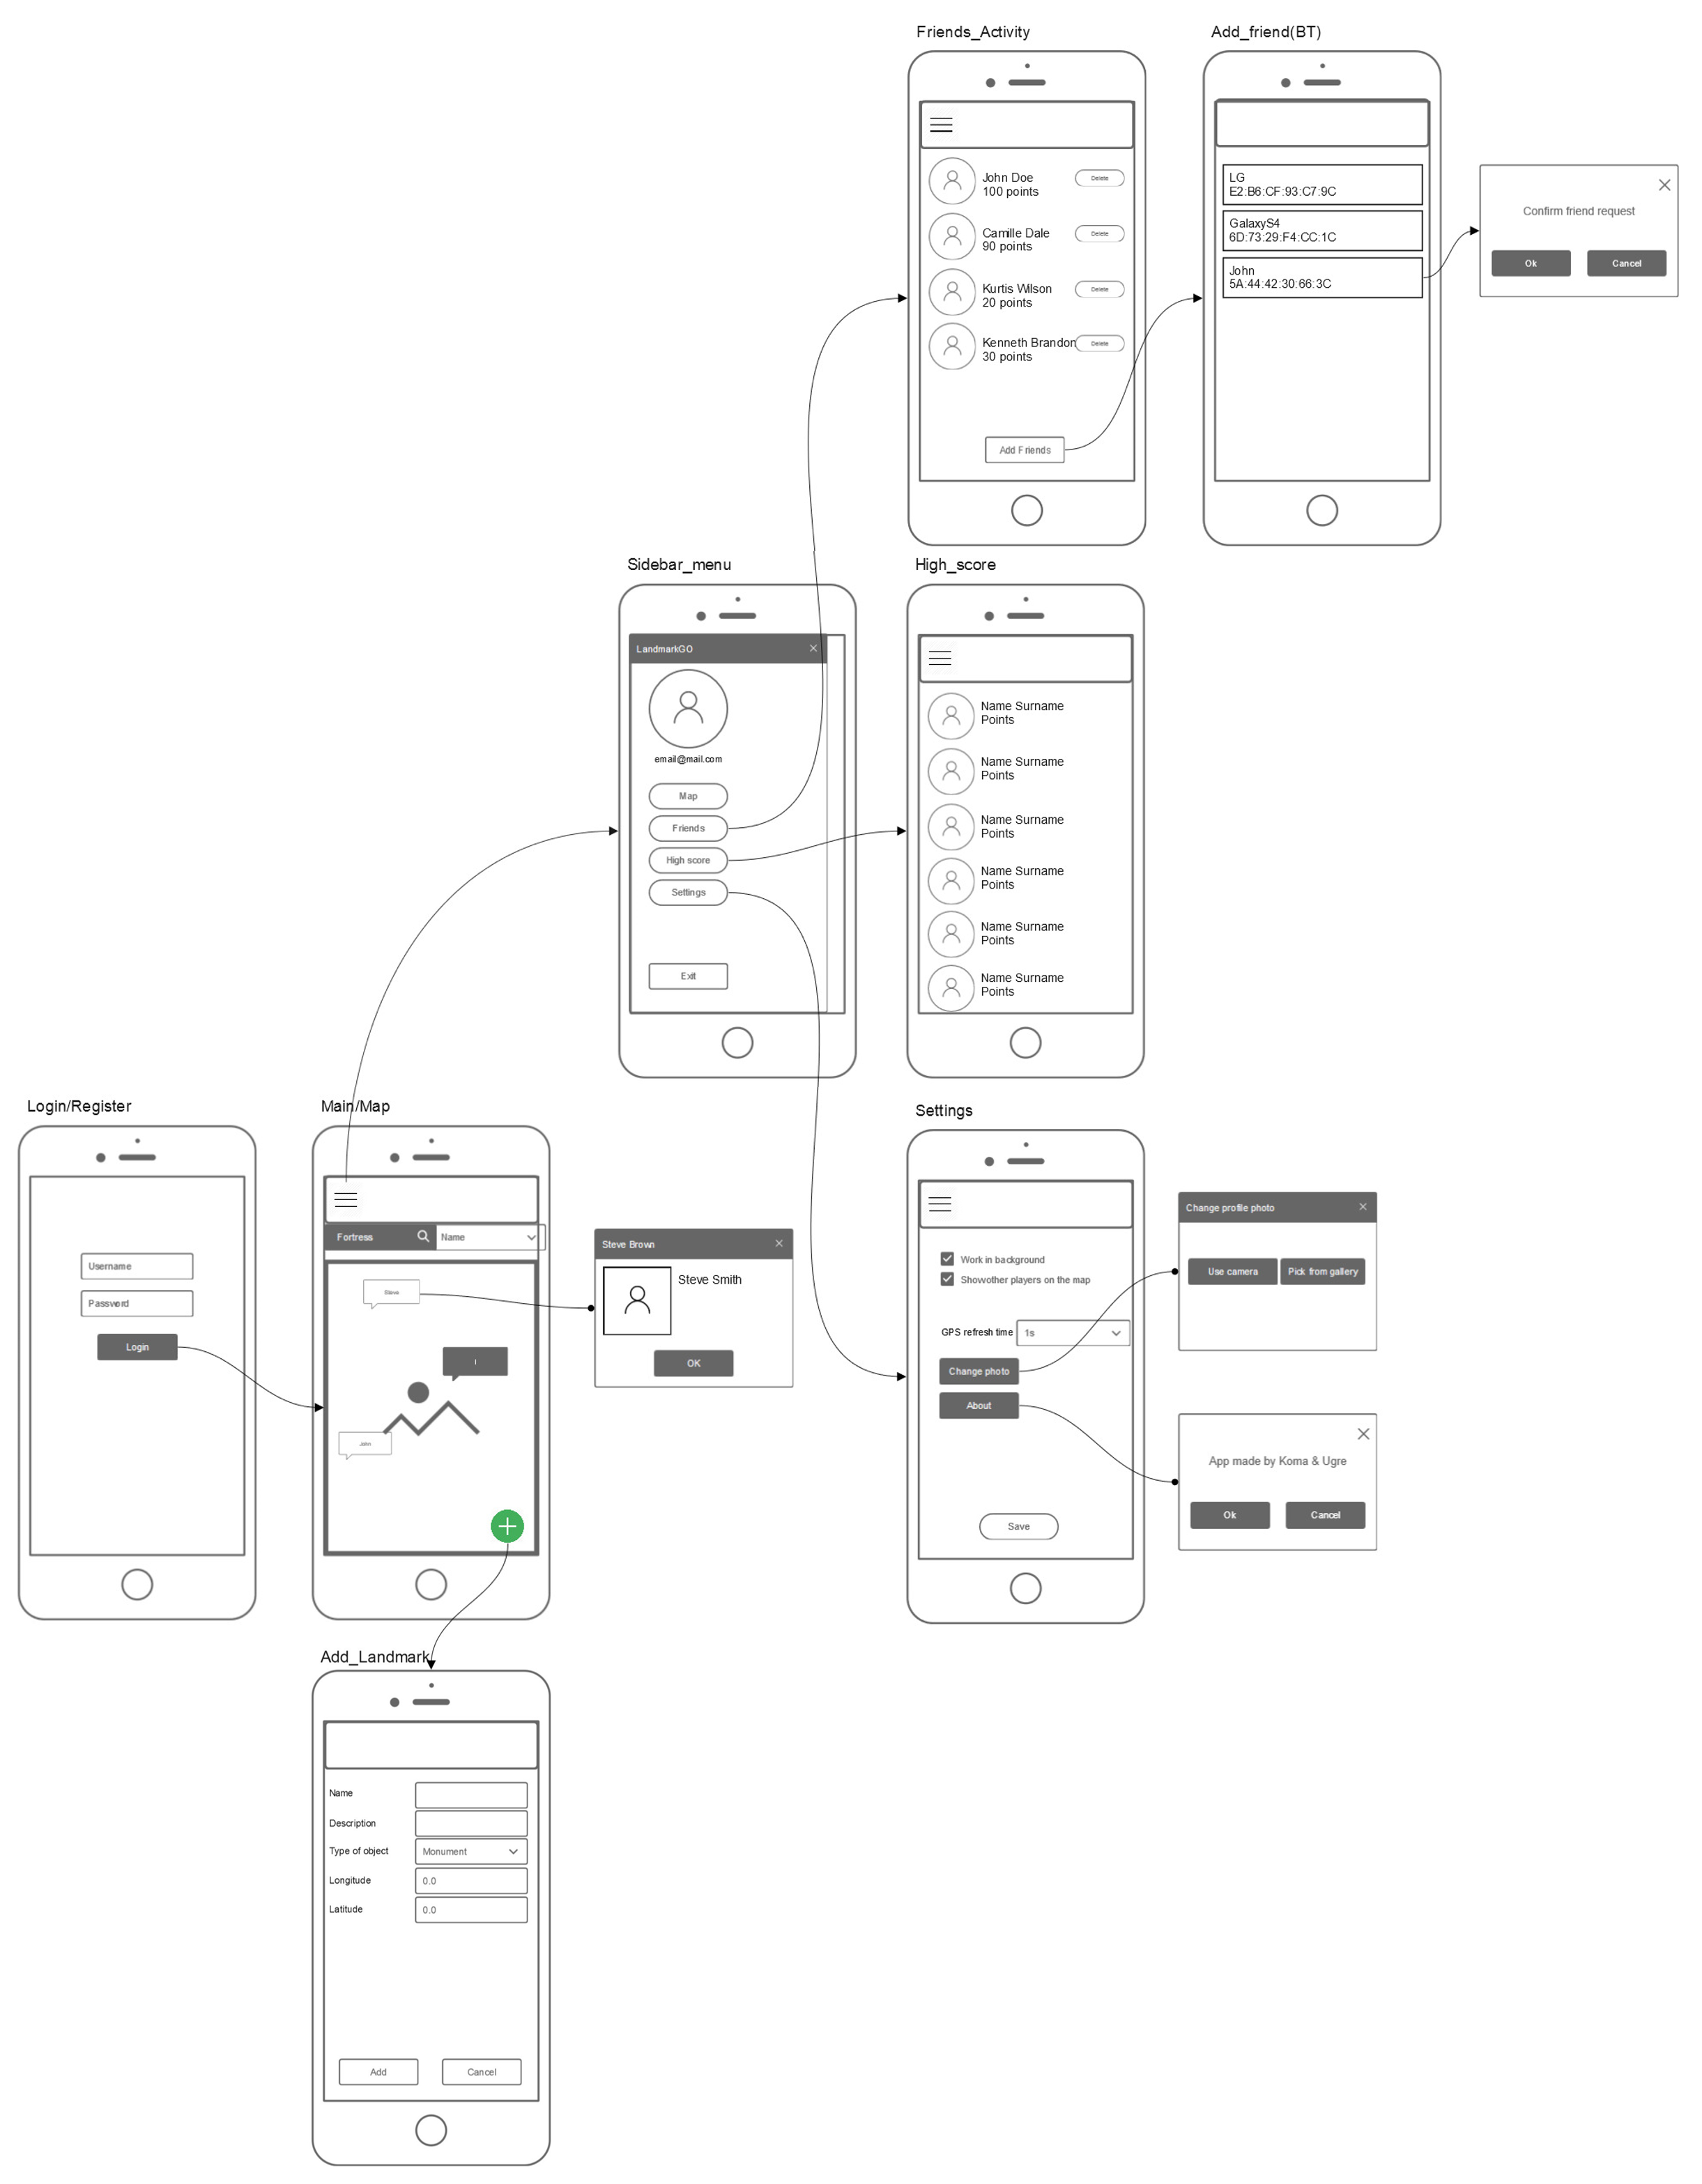 Friends_Activity
John Doe
100 points
Delete
Camille Dale
90 points
Delete
Kurtis Wilson
20 points
Delete
Kenneth Brandon
30 points
Delete
Add Friends
Add_friend(BT)
LG
E2:B6:CF:93:C7:9C
GalaxyS4
6D:73:29:F4:CC:1C
John
5A:44:42:30:66:3C
Confirm friend request
Ok
Cancel
Sidebar_menu
LandmarkGO
email@mail.com
Map
Friends
High score
Settings
Exit
High_score
Name Surname
Points
Name Surname
Points
Name Surname
Points
Name Surname
Points
Name Surname
Points
Name Surname
Points
Login/Register
Username
Password
Login
Main/Map
Fortress
Name
Steve
I
John
Steve Brown
Steve Smith
OK
Settings
Work in background
Show other players on the map
GPS refresh time
1s
Change photo
About
Save
Change profile photo
Use camera
Pick from gallery
App made by Koma & Ugre
Ok
Cancel
Add_Landmark
Name
Description
Type of object
Monument
Longitude
0.0
Latitude
0.0
Add
Cancel